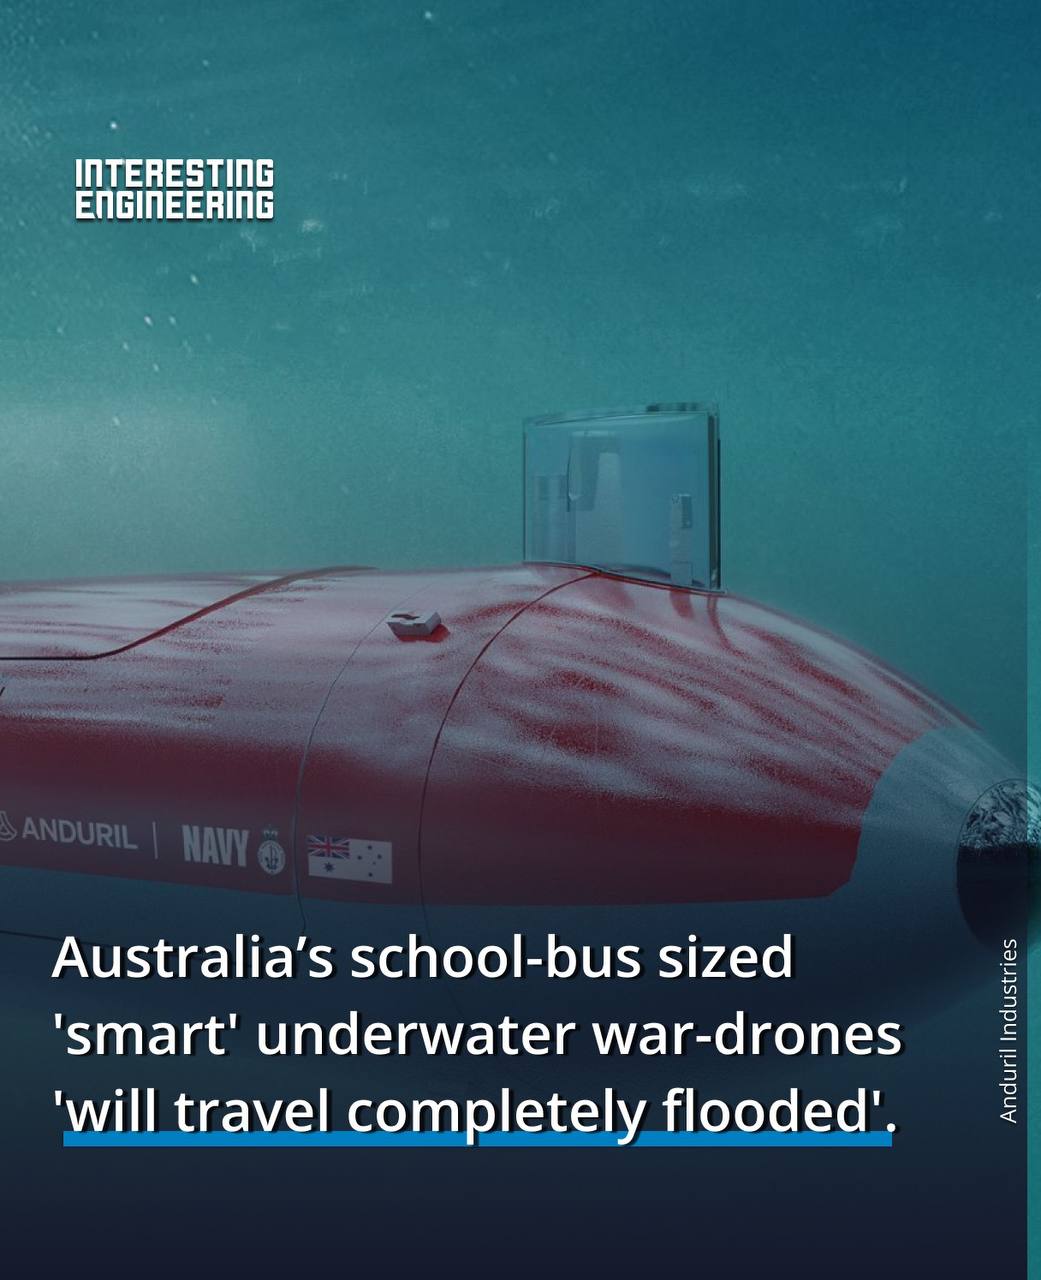 INTERESTING
ENGINEERING
ANDURIL | NAVY
Australia’s school-bus sized
'smart' underwater war-drones
'will travel completely flooded'.
Anduril Industries